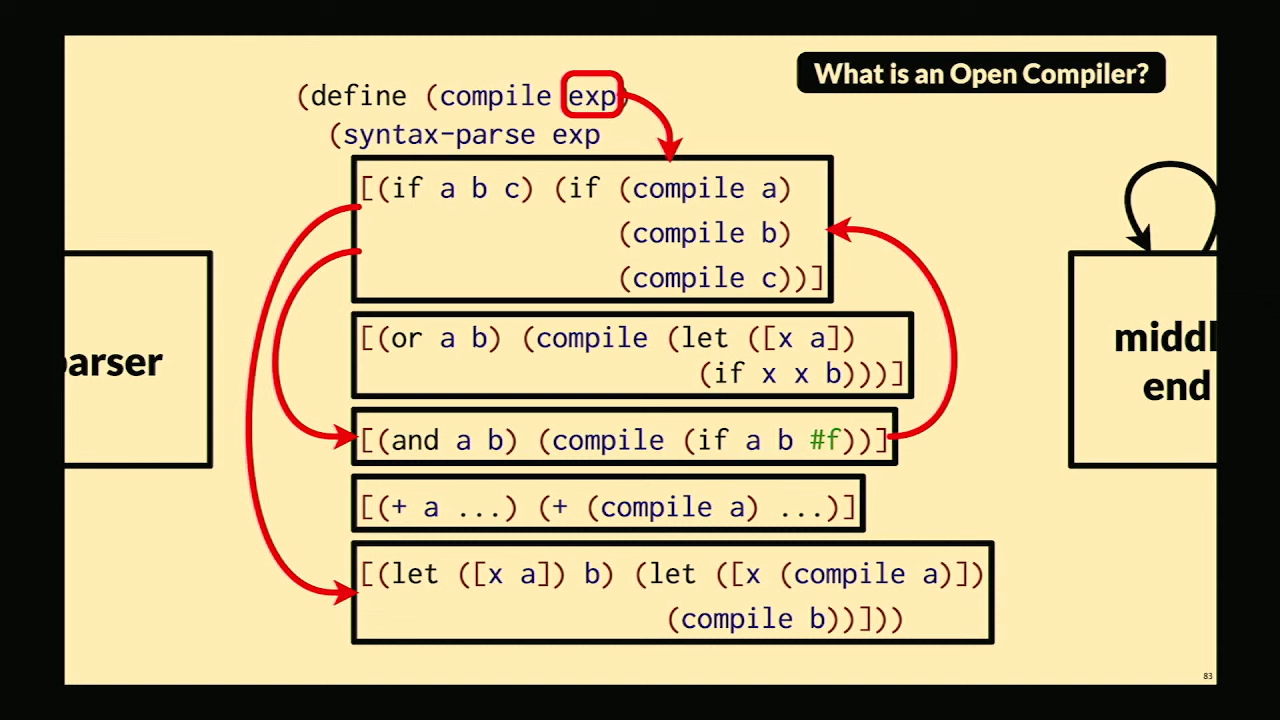 What is an Open Compiler?
(define (compile exp)
(syntax-parse exp
[(if a b c) (if (compile a)
(compile b)
(compile c))]
[(or a b) (compile (let ([x a])
(if x x b)))]
[(and a b) (compile (if a b #f))]
[(+ a ...) (+ (compile a) ...)]
[(let ([x a]) b) (let ([x (compile a)])
(compile b))]))
arser
middl
end
83